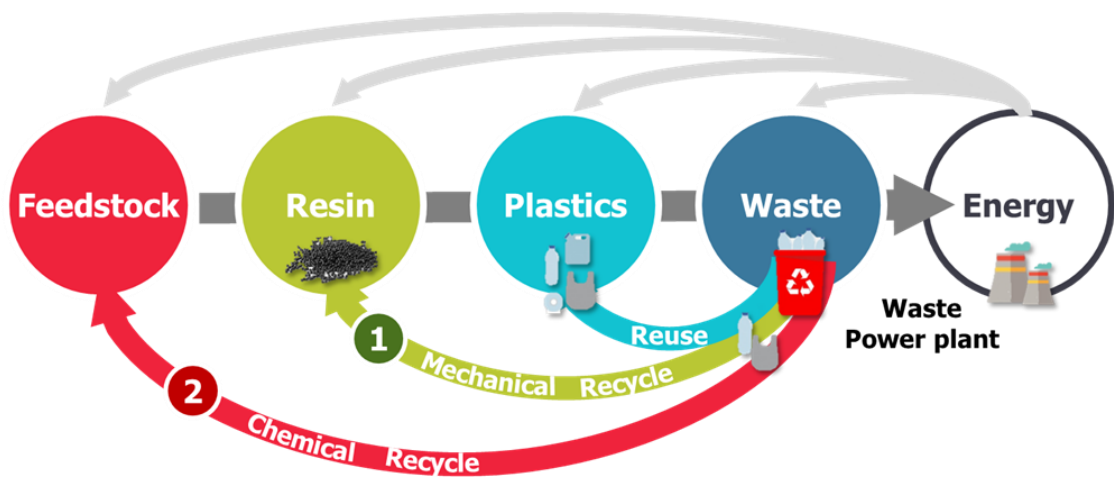 Feedstock
Resin
Plastics
Waste
Energy
Waste
Power plant
Reuse
1
Mechanical Recycle
2
Chemical Recycle